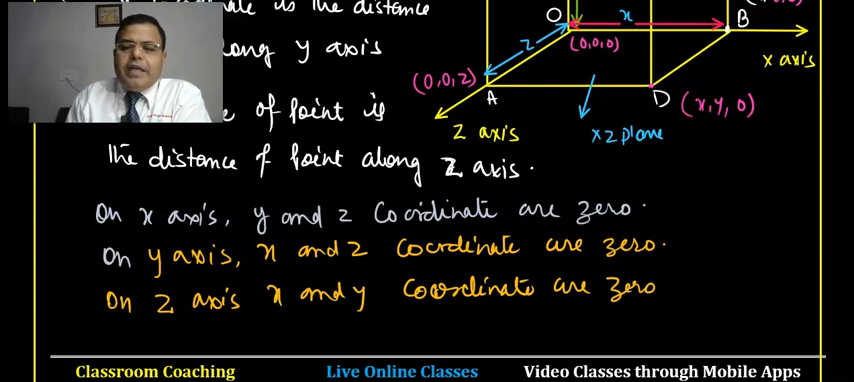 is the distance
along y axis
of point is
the distance of point along Z axis.
On x axis, y and z coordinate are zero.
On y axis, x and z coordinate are zero.
On Z axis x and y coordinate are zero
O
x
B
z
(0,0,0)
x axis
(0,0,z)
A
D
(x, y, 0)
Z axis
xz plane
Classroom Coaching
Live Online Classes
Video Classes through Mobile Apps